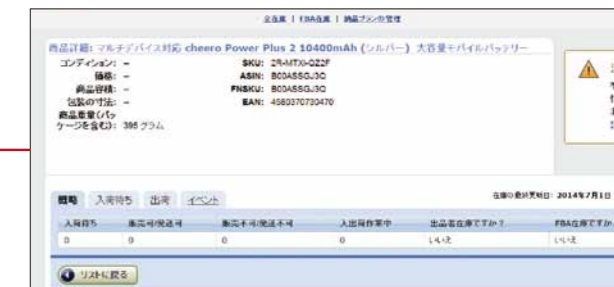 全在庫 | FBA在庫 | 納品プランの管理
商品詳細: マルチデバイス対応 cheero Power Plus 2 10400mAh (シルバー) 大容量モバイルバッテリー
コンディション: –
SKU: 2R-MTXI-QZ2F
価格: –
ASIN: B00ASSGJ3Q
商品容積: –
FNSKU: B00ASSGJ3Q
包装の寸法: –
EAN: 4580370730470
商品重量(パッケージを含む): 395 グラム
在庫の最終更新日: 2014年7月1日
概略 入荷待ち 出荷 イベント
入荷待ち 販売可/発送可 販売不可/発送不可 入出荷作業中 出品者在庫ですか? FBA在庫ですか
0 0 0 0 いいえ いいえ
リストに戻る